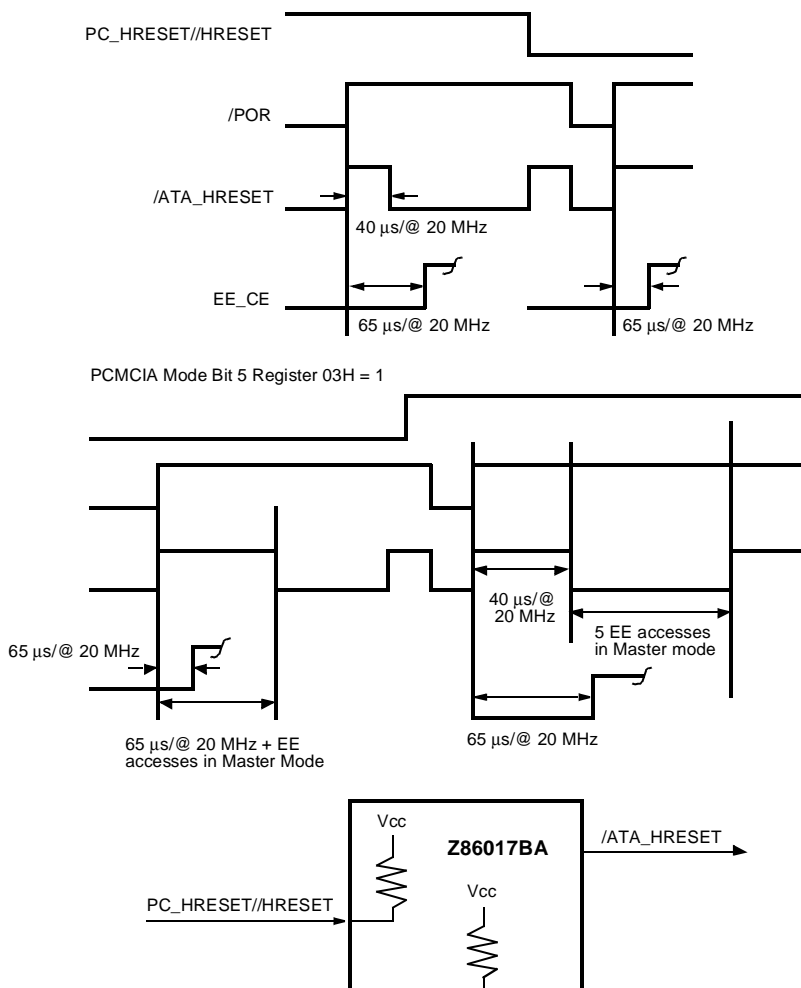 PC_HRESET//HRESET
/POR
/ATA_HRESET
40 μs/@ 20 MHz
EE_CE
65 μs/@ 20 MHz
65 μs/@ 20 MHz
PCMCIA Mode Bit 5 Register 03H = 1
40 μs/@
20 MHz
5 EE accesses
in Master mode
65 μs/@ 20 MHz
65 μs/@ 20 MHz + EE
accesses in Master Mode
65 μs/@ 20 MHz
Vcc
Z86017BA
/ATA_HRESET
Vcc
PC_HRESET//HRESET